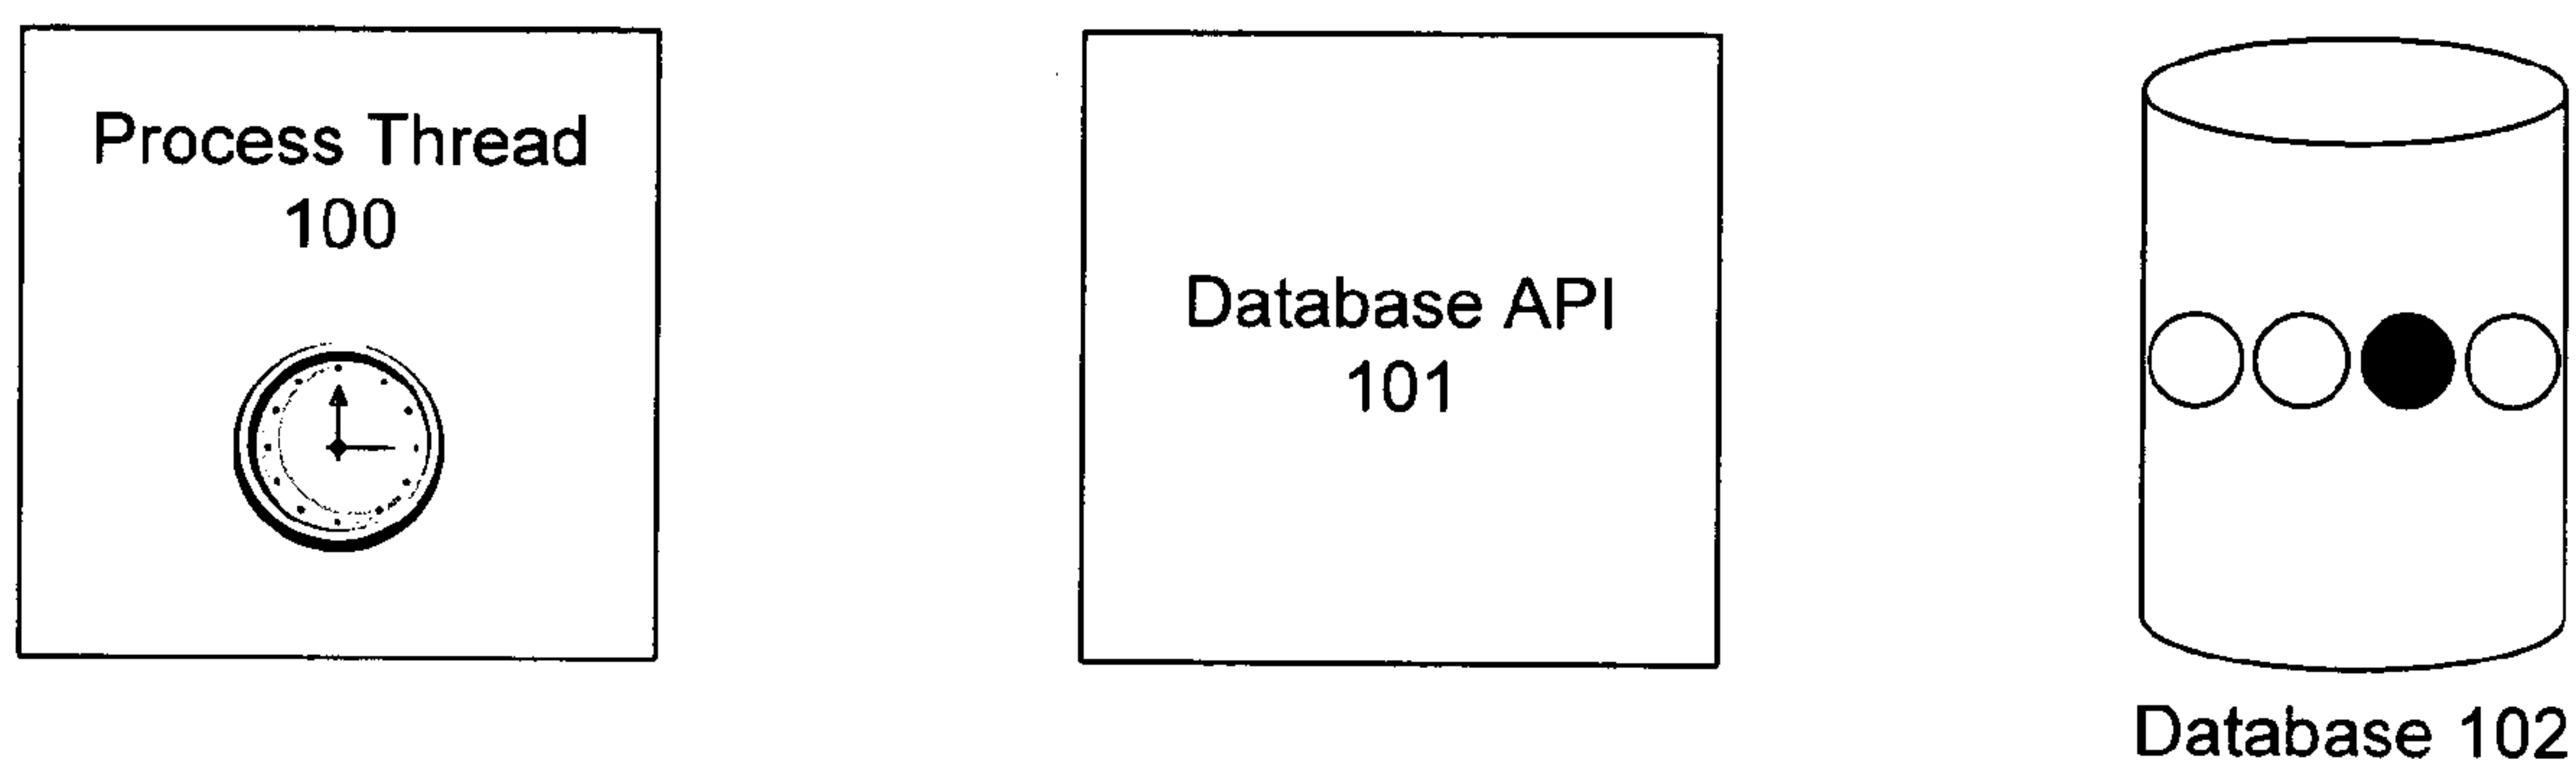 Process Thread
100
Database API
101
Database 102